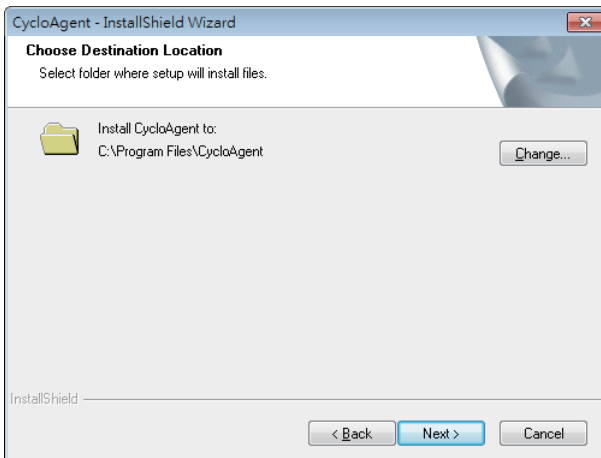 CycloAgent - InstallShield Wizard
Choose Destination Location
Select folder where setup will install files.
Install CycloAgent to:
C:\Program Files\CycloAgent
Change...
InstallShield
< Back
Next >
Cancel